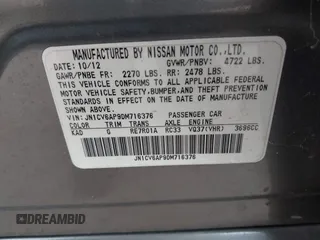 MANUFACTURED BY NISSAN MOTOR CO.,LTD.
DATE: 10/12 GVWR/PNBV: 4722 LBS.
GAWR/PNBE FR: 2270 LBS. RR: 2478 LBS.
THIS VEHICLE CONFORMS TO ALL APPLICABLE FEDERAL
MOTOR VEHICLE SAFETY,BUMPER,AND THEFT PREVENTION
STANDARDS IN EFFECT ON THE DATE OF MANUFACTURE
SHOWN ABOVE.
VIN: JN1CV6AP9DM716376 PASSENGER CAR
COLOR TRIM TRANS AXLE ENGINE
KAD G RE7R01A RC33 VQ37(VHR) 3696CC
JN1CV6AP9DM716376
DREAMBID